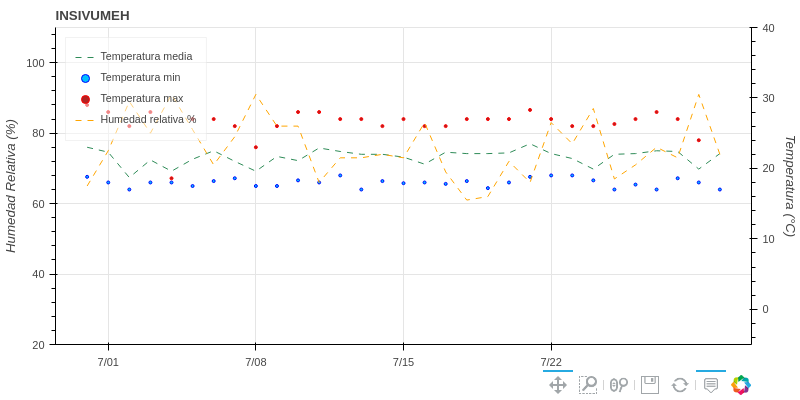 INSIVUMEH
Temperatura media
Temperatura min
Temperatura max
Humedad relativa %
Humedad Relativa (%)
100
80
60
40
20
Temperatura (°C)
40
30
20
10
0
7/01 7/08 7/15 7/22